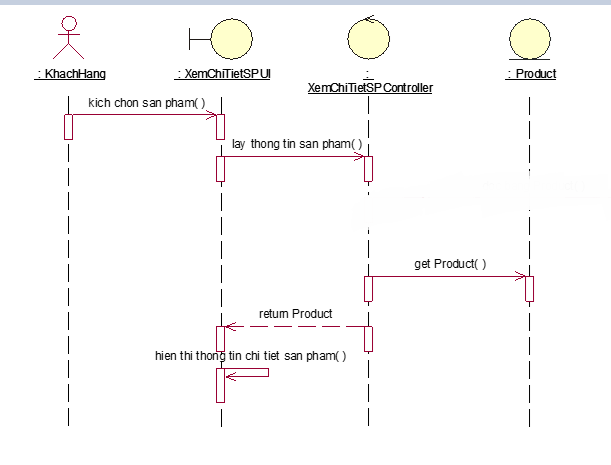 : KhachHang
: XemChiTietSPUI
:
XemChiTietSPController
: Product
kich chon san pham( )
lay thong tin san pham( )
get Product( )
return Product
hien thi thong tin chi tiet san pham( )